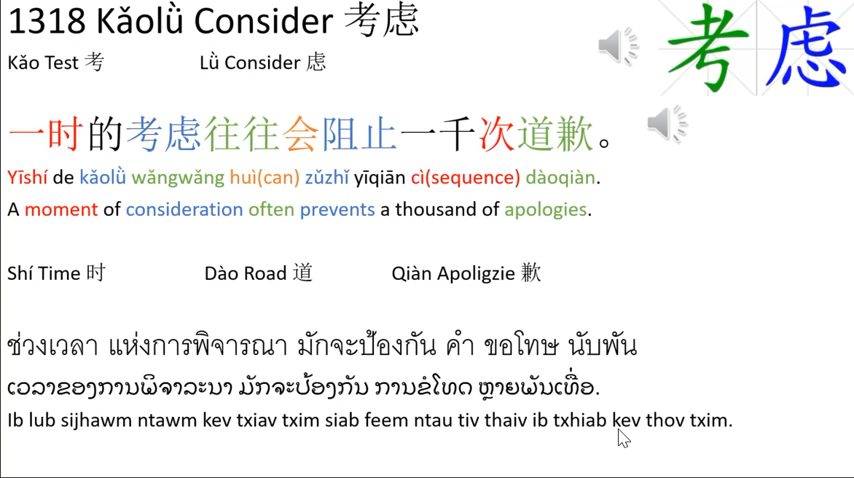 1318 Kǎolǜ Consider 考虑
Kǎo Test 考 Lǜ Consider 虑
考虑
一时的考虑往往会阻止一千次道歉。
Yīshí de kǎolǜ wǎngwǎng huì(can) zǔzhǐ yīqiān cì(sequence) dàoqiàn.
A moment of consideration often prevents a thousand of apologies.
Shí Time 时 Dào Road 道 Qiàn Apoligzie 歉
ช่วงเวลา แห่งการพิจารณา มักจะป้องกัน คำ ขอโทษ นับพัน
ເວລາຂອງການພິຈາລະນາ ມັກຈະປ້ອງກັນ ການຂໍໂທດ ຫຼາຍພັນເທື່ອ.
Ib lub sijhawm ntawm kev txiav txim siab feem ntau tiv thaiv ib txhiab kev thov txim.